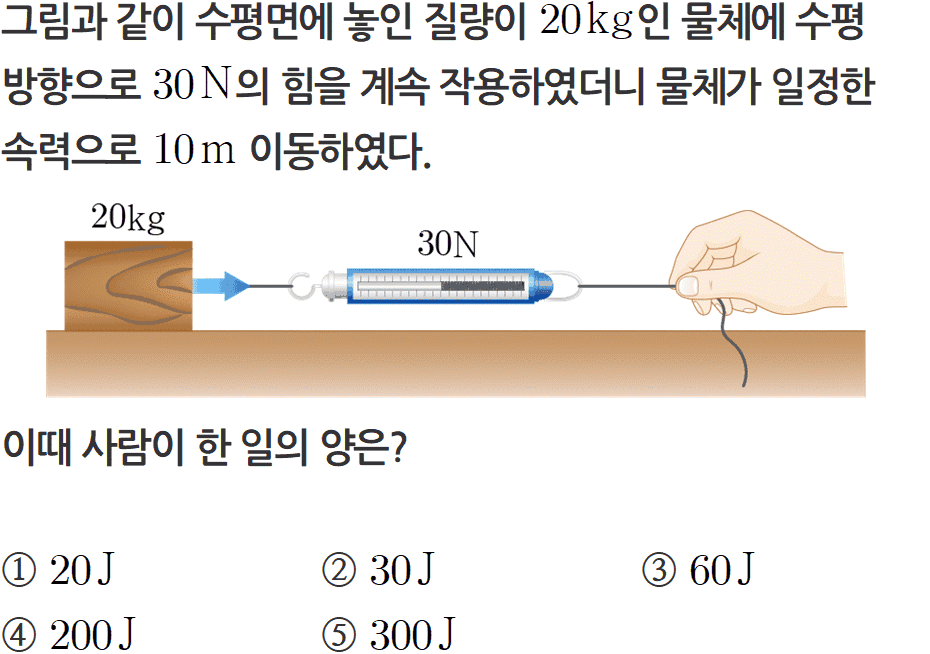 그림과 같이 수평면에 놓인 질량이 20kg인 물체에 수평
방향으로 30N의 힘을 계속 작용하였더니 물체가 일정한
속력으로 10m 이동하였다.
20kg
30N
이때 사람이 한 일의 양은?
① 20J ② 30J ③ 60J
④ 200J ⑤ 300J